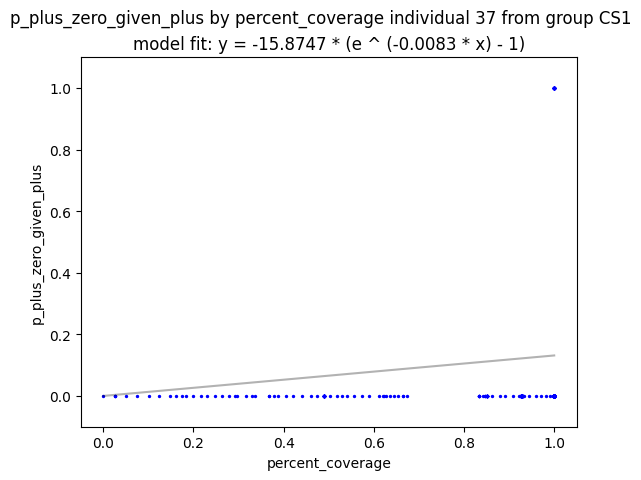 p_plus_zero_given_plus by percent_coverage individual 37 from group CS1
model fit: y = -15.8747 * (e ^ (-0.0083 * x) - 1)
p_plus_zero_given_plus
1.0
0.8
0.6
0.4
0.2
0.0
0.0 0.2 0.4 0.6 0.8 1.0
percent_coverage